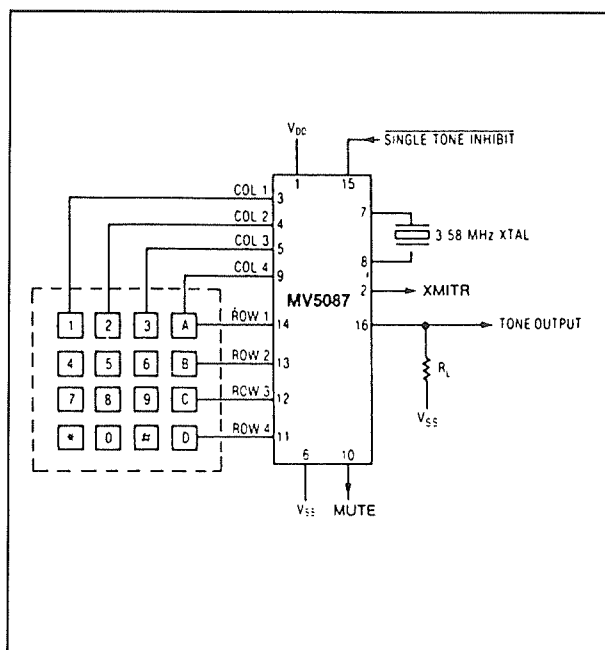 V_DC
SINGLE TONE INHIBIT
1 15
COL 1 3
COL 2 4
COL 3 5
COL 4 9
7
3 58 MHz XTAL
8
MV5087
2 XMITR
16 TONE OUTPUT
1 2 3 A ROW 1 14
4 5 6 B ROW 2 13
7 8 9 C ROW 3 12
* 0 # D ROW 4 11
R_L
V_SS
6 10
V_SS MUTE